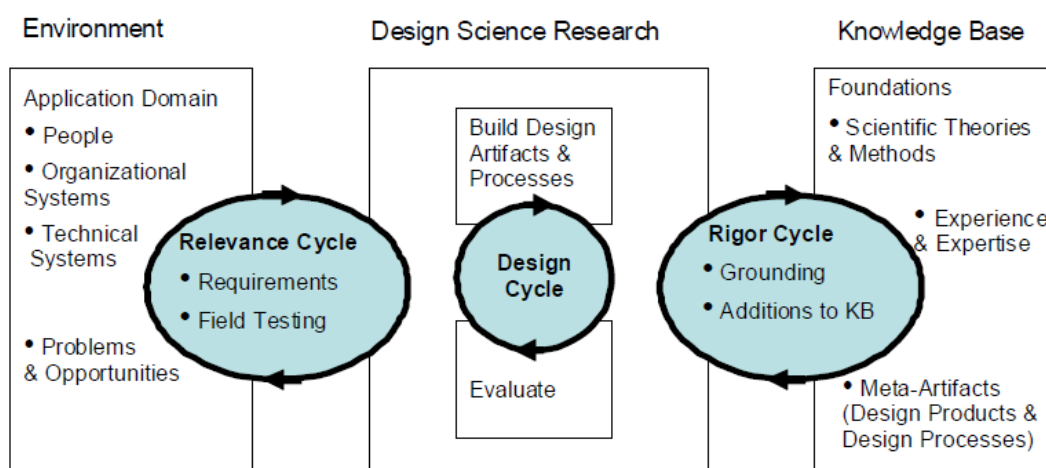 Environment
Design Science Research
Knowledge Base
Application Domain
• People
• Organizational
Systems
• Technical
Systems
• Problems
& Opportunities
Relevance Cycle
• Requirements
• Field Testing
Build Design
Artifacts &
Processes
Design
Cycle
Evaluate
Rigor Cycle
• Grounding
• Additions to KB
Foundations
• Scientific Theories
& Methods
• Experience
& Expertise
• Meta-Artifacts
(Design Products &
Design Processes)